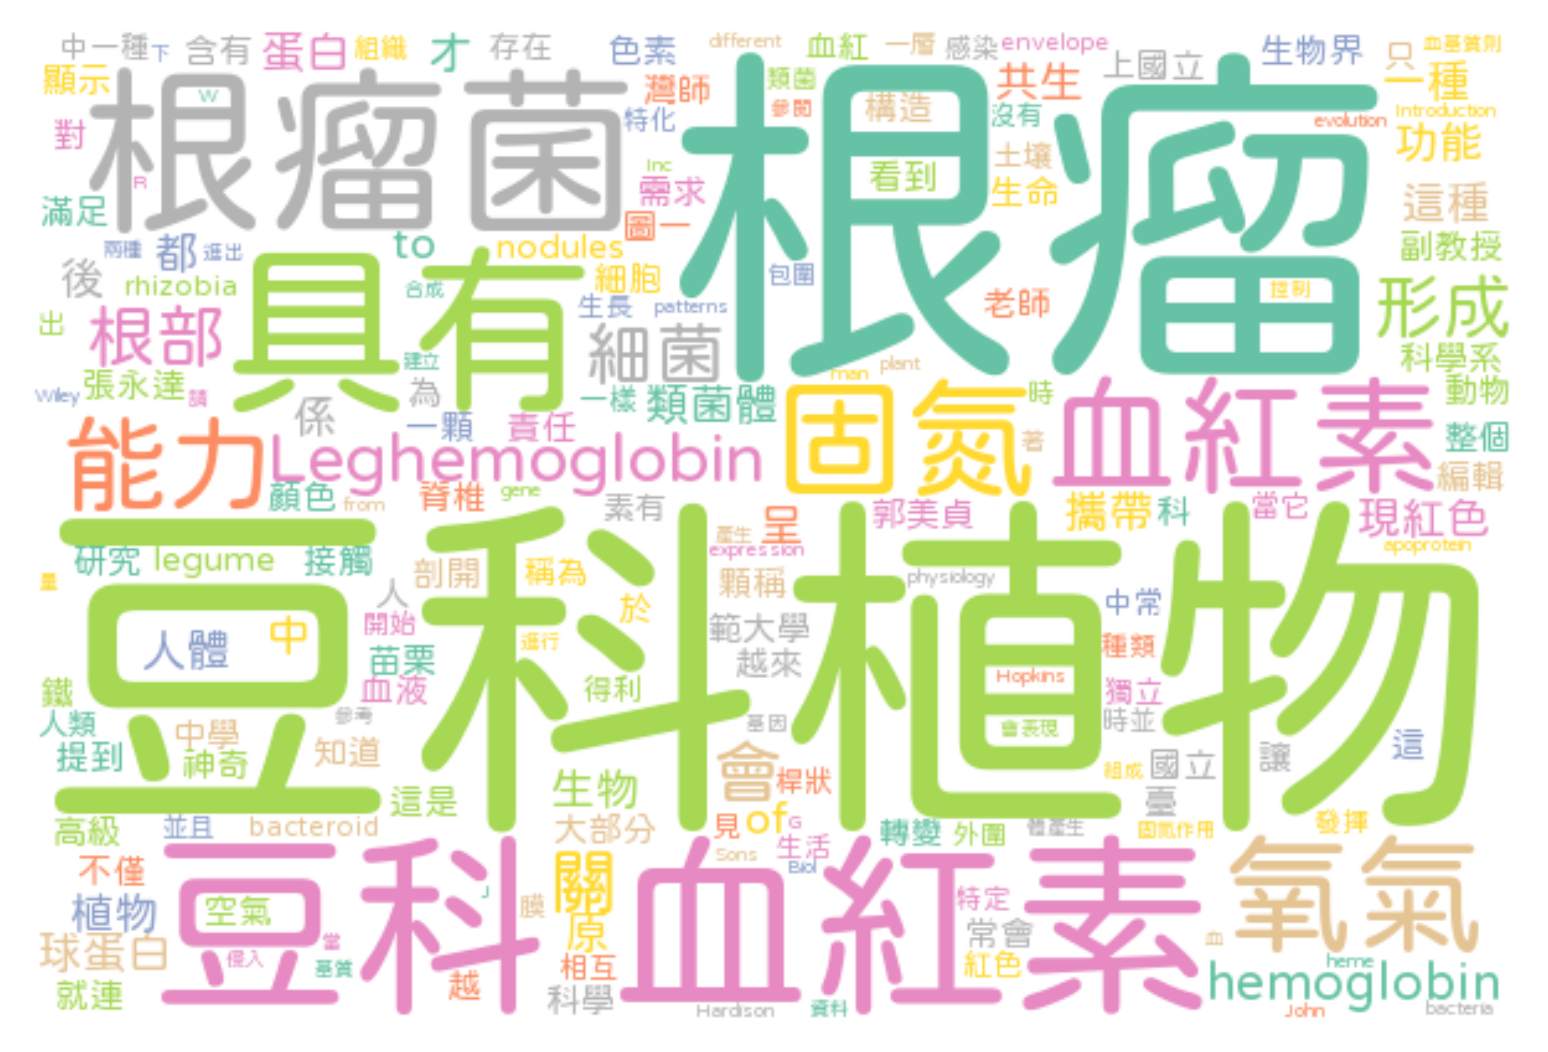 中一種
下
含有
蛋白
組織
才
存在
色素
different
血紅
一層
感染
envelope
上國立
生物界
只
血基質則
顯示
根瘤菌
W
灣師
類菌
參閱
構造
共生
沒有
一種
Introduction
evolution
功能
對
R
特化
Inc
根瘤
看到
土壤
生命
需求
滿足
圖一
這種
副教授
兩種
都
進出
to
nodules
後
rhizobia
具有
合成
細胞
包圍
生長
patterns
老師
控制
形成
出
根部
細菌
建立
科學系
man
plant
張永達
Wiley
請
為
係
一顆
一樣
責任
類菌體
固氮
時
著
血紅素
動物
整個
編輯
能力
Leghemoglobin
顏色
from
脊椎
gene
素有
呈
產生
expression
郭美貞
攜帶
科
當它
現紅色
apoprotein
豆科植物
研究
legume
接觸
量
剖開
稱為
顆稱
physiology
人
於
開始
中常
人體
中
進行
範大學
苗栗
越來
種類
Hopkins
鐵
血液
得利
獨立
人類
參考
基因
會表現
時並
中學
提到
神奇
知道
生物
會
桿狀
組成
國立
讓
這
這是
臺
高級
並且
bacteroid
大部分
見
of
G
生活
轉變
外圍
體產生
固氮作用
發揮
不僅
豆科血紅素
關
Sons
Biol
氧氣
植物
空氣
J
膜
原
特定
常會
球蛋白
侵入
當
基質
相互
紅色
血
heme
hemoglobin
就連
越
科學
Hardison
資料
John
bacteria